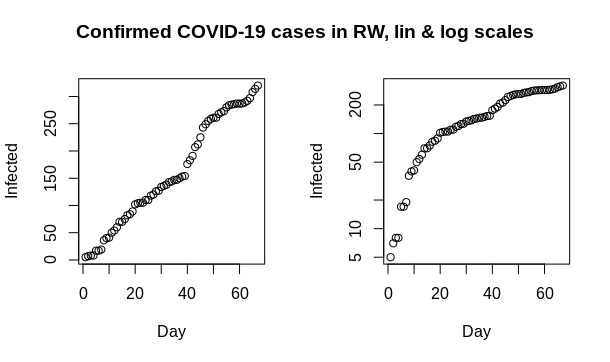 Confirmed COVID-19 cases in RW, lin & log scales
Infected
0 50 150 250
0 20 40 60
Day
Infected
5 10 50 200
0 20 40 60
Day